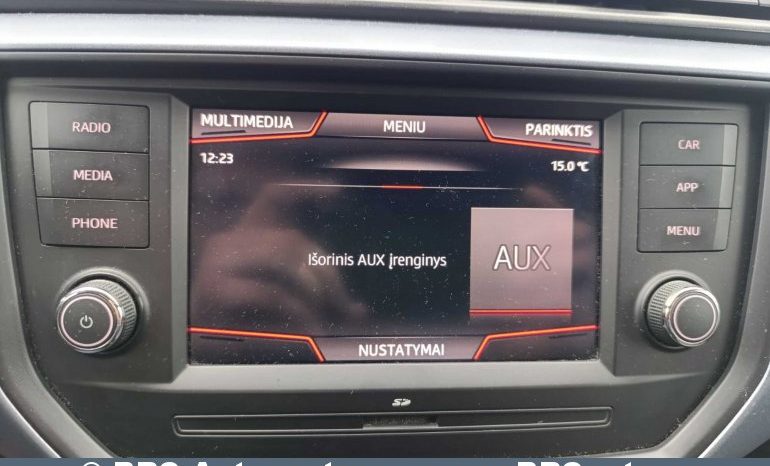 RADIO
MEDIA
PHONE
MULTIMEDIJA
MENIU
PARINKTIS
12:23
15.0 °C
Išorinis AUX įrenginys
AUX
NUSTATYMAI
CAR
APP
MENU
SD